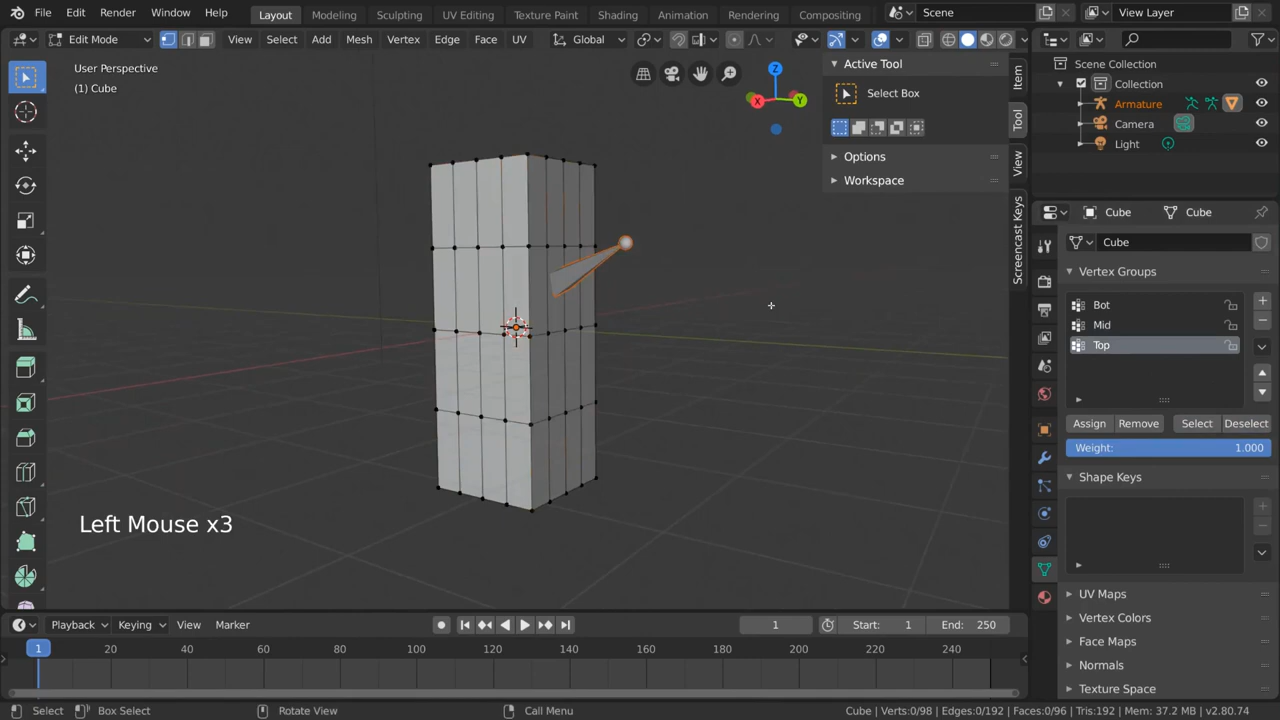 File Edit Render Window Help Layout Modeling Sculpting UV Editing Texture Paint Shading Animation Rendering Compositing Scene View Layer
Edit Mode View Select Add Mesh Vertex Edge Face UV Global
User Perspective
(1) Cube
X Y Z
Active Tool
Select Box
Options
Workspace
Item
Tool
View
Screencast Keys
Scene Collection
Collection
Armature
Camera
Light
Cube Cube
Cube
Vertex Groups
Bot
Mid
Top
Assign Remove Select Deselect
Weight: 1.000
Shape Keys
UV Maps
Vertex Colors
Face Maps
Normals
Texture Space
Left Mouse x3
Playback Keying View Marker 1 Start: 1 End: 250
1 20 40 60 80 100 120 140 160 180 200 220 240
Select Box Select Rotate View Call Menu Cube | Verts:0/98 | Edges:0/192 | Faces:0/96 | Tris:192 | Mem: 37.2 MB | v2.80.74